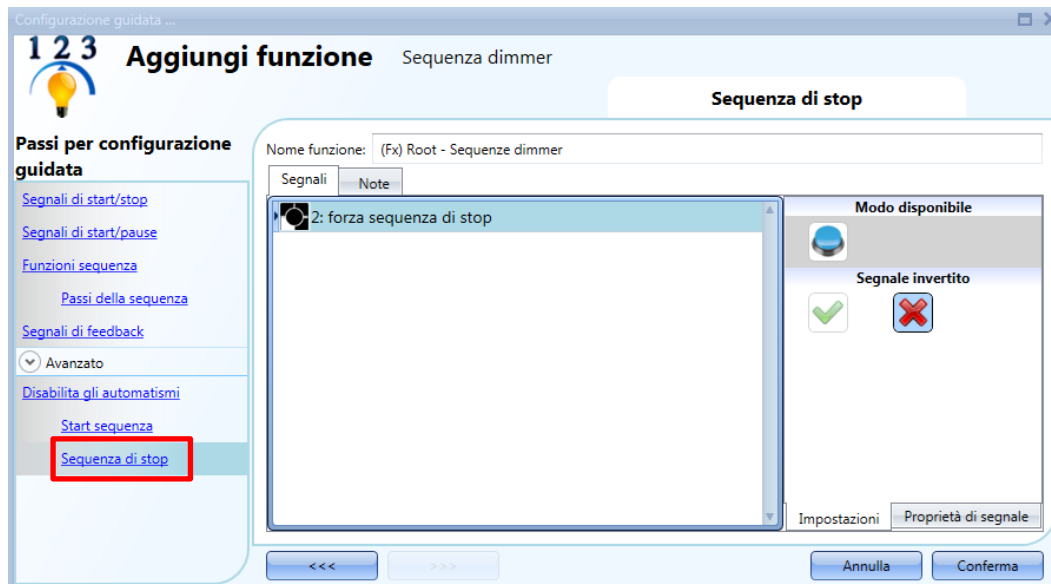 Configurazione guidata ...
1 2 3
Aggiungi funzione
Sequenza dimmer
Sequenza di stop
Passi per configurazione
guidata
Segnali di start/stop
Segnali di start/pause
Funzioni sequenza
Passi della sequenza
Segnali di feedback
Avanzato
Disabilita gli automatismi
Start sequenza
Sequenza di stop
Nome funzione: (Fx) Root - Sequenze dimmer
Segnali
Note
2: forza sequenza di stop
Modo disponibile
Segnale invertito
Impostazioni
Proprietà di segnale
<<<
>>>
Annulla
Conferma